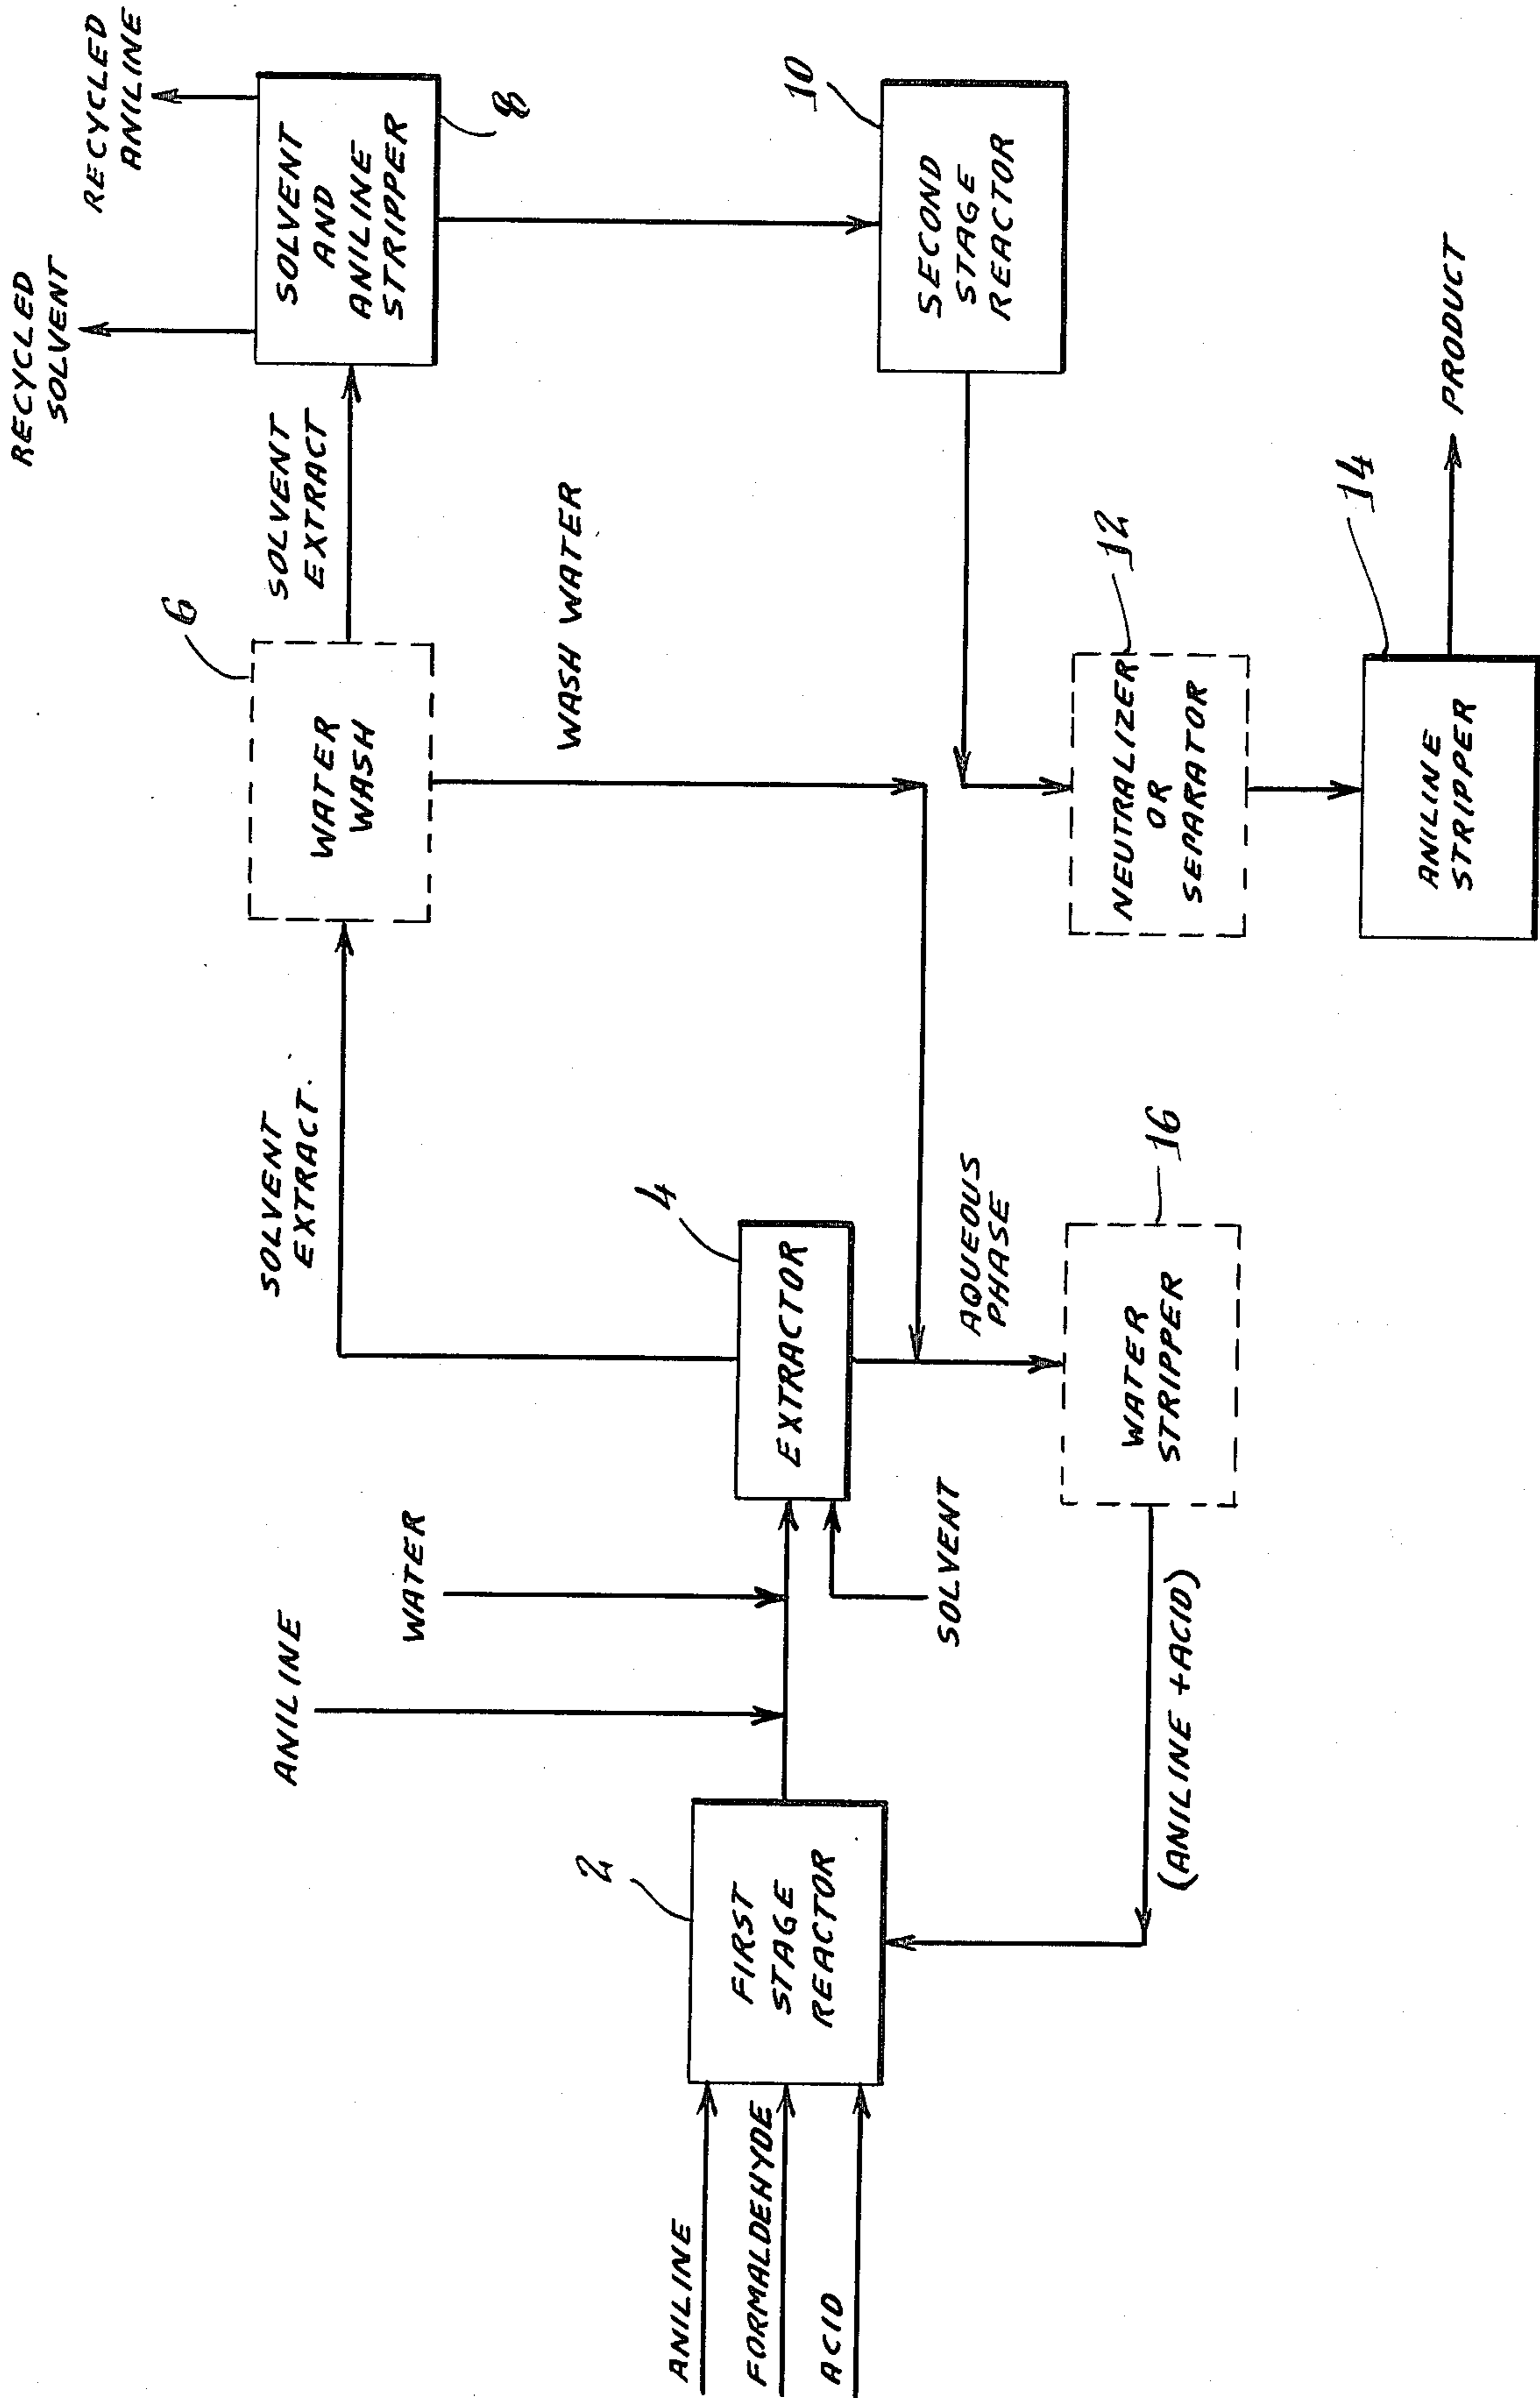 RECYCLED
SOLVENT
RECYCLED
ANILINE
SOLVENT
AND
ANILINE
STRIPPER
8
SOLVENT
EXTRACT
6
WATER
WASH
SOLVENT
EXTRACT.
WASH WATER
10
SECOND
STAGE
REACTOR
ANILINE
WATER
4
EXTRACTOR
SOLVENT
AQUEOUS
PHASE
2
FIRST
STAGE
REACTOR
ANILINE
FORMALDEHYDE
ACID
(ANILINE +ACID)
16
WATER
STRIPPER
12
NEUTRALIZER
OR
SEPARATOR
14
ANILINE
STRIPPER
PRODUCT